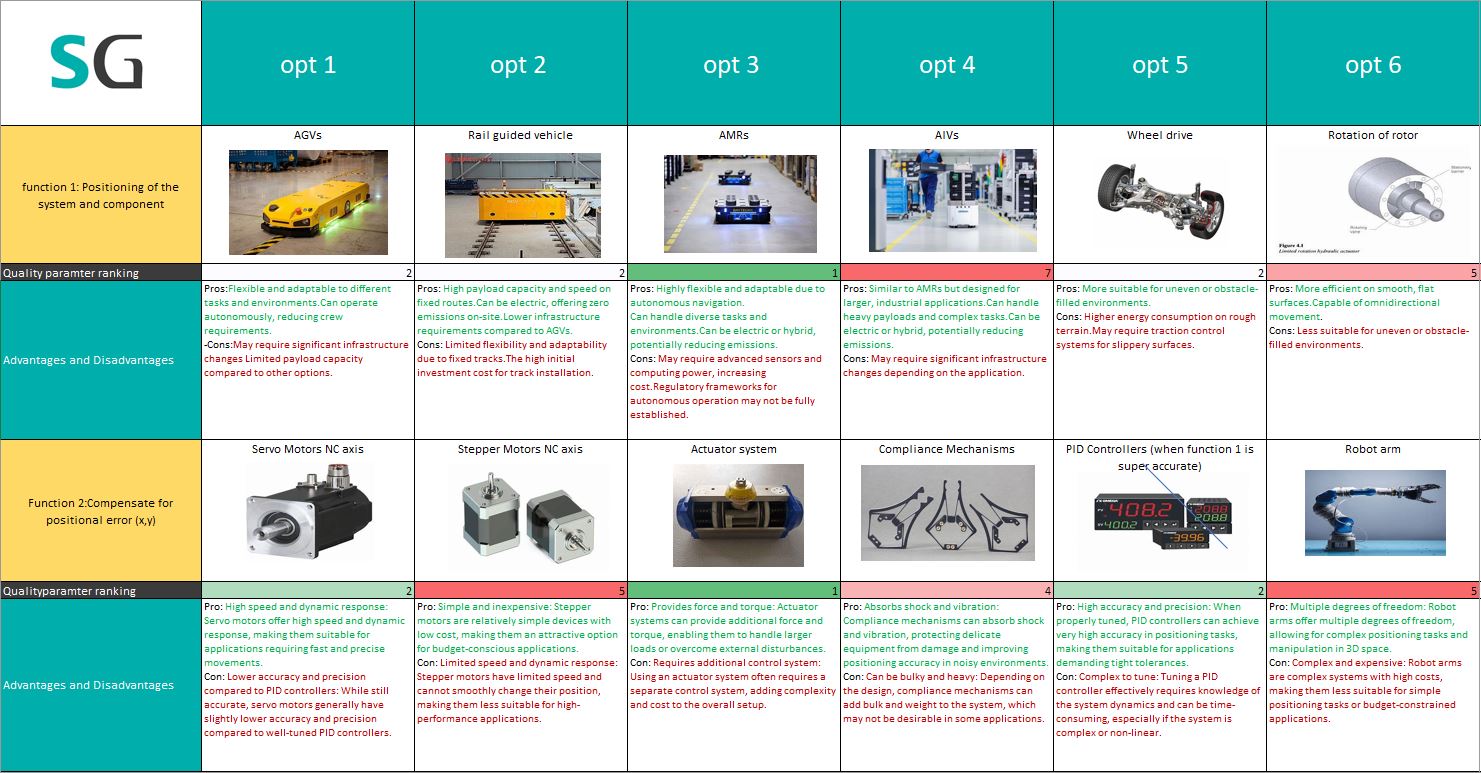 SG
opt 1
opt 2
opt 3
opt 4
opt 5
opt 6
function 1: Positioning of the
system and component
AGVs
Rail guided vehicle
AMRs
AIVs
Wheel drive
Rotation of rotor
Stationary
barrier
Rotating
vane
Figure 4.1
Limited rotation hydraulic actuator
Quality paramter ranking
2
2
1
7
2
5
Advantages and Disadvantages
Pros:Flexible and adaptable to different
tasks and environments.Can operate
autonomously, reducing crew
requirements.
-Cons:May require significant infrastructure
changes Limited payload capacity
compared to other options.
Pros: High payload capacity and speed on
fixed routes.Can be electric, offering zero
emissions on-site.Lower infrastructure
requirements compared to AGVs.
Cons: Limited flexibility and adaptability
due to fixed tracks.The high initial
investment cost for track installation.
Pros: Highly flexible and adaptable due to
autonomous navigation.
Can handle diverse tasks and
environments.Can be electric or hybrid,
potentially reducing emissions.
Cons: May require advanced sensors and
computing power, increasing
cost.Regulatory frameworks for
autonomous operation may not be fully
established.
Pros: Similar to AMRs but designed for
larger, industrial applications.Can handle
heavy payloads and complex tasks.Can be
electric or hybrid, potentially reducing
emissions.
Cons: May require significant infrastructure
changes depending on the application.
Pros: More suitable for uneven or obstacle-
filled environments.
Cons: Higher energy consumption on rough
terrain.May require traction control
systems for slippery surfaces.
Pros: More efficient on smooth, flat
surfaces.Capable of omnidirectional
movement.
Cons: Less suitable for uneven or obstacle-
filled environments.
Function 2:Compensate for
positional error (x,y)
Servo Motors NC axis
Stepper Motors NC axis
Actuator system
Compliance Mechanisms
PID Controllers (when function 1 is
super accurate)
Robot arm
OMEGA
PV
408.2
SV
400.2
208.8
208.8
-39.96
Qualityparamter ranking
2
5
1
4
2
5
Advantages and Disadvantages
Pro: High speed and dynamic response:
Servo motors offer high speed and dynamic
response, making them suitable for
applications requiring fast and precise
movements.
Con: Lower accuracy and precision
compared to PID controllers: While still
accurate, servo motors generally have
slightly lower accuracy and precision
compared to well-tuned PID controllers.
Pro: Simple and inexpensive: Stepper
motors are relatively simple devices with
low cost, making them an attractive option
for budget-conscious applications.
Con: Limited speed and dynamic response:
Stepper motors have limited speed and
cannot smoothly change their position,
making them less suitable for high-
performance applications.
Pro: Provides force and torque: Actuator
systems can provide additional force and
torque, enabling them to handle larger
loads or overcome external disturbances.
Con: Requires additional control system:
Using an actuator system often requires a
separate control system, adding complexity
and cost to the overall setup.
Pro: Absorbs shock and vibration:
Compliance mechanisms can absorb shock
and vibration, protecting delicate
equipment from damage and improving
positioning accuracy in noisy environments.
Con: Can be bulky and heavy: Depending on
the design, compliance mechanisms can
add bulk and weight to the system, which
may not be desirable in some applications.
Pro: High accuracy and precision: When
properly tuned, PID controllers can achieve
very high accuracy in positioning tasks,
making them suitable for applications
demanding tight tolerances.
Con: Complex to tune: Tuning a PID
controller effectively requires knowledge of
the system dynamics and can be time-
consuming, especially if the system is
complex or non-linear.
Pro: Multiple degrees of freedom: Robot
arms offer multiple degrees of freedom,
allowing for complex positioning tasks and
manipulation in 3D space.
Con: Complex and expensive: Robot arms
are complex systems with high costs,
making them less suitable for simple
positioning tasks or budget-constrained
applications.